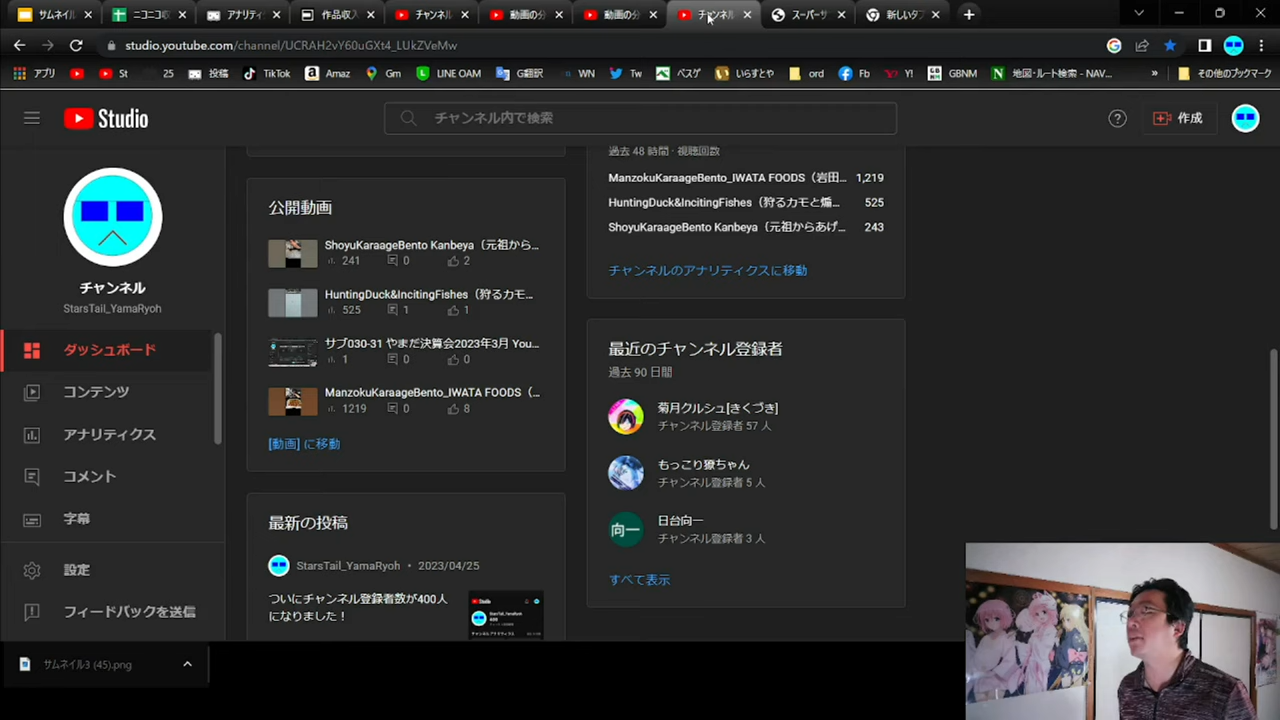 サムネイル
ニコニコ収
アナリティ
作品収入
チャンネル
動画の分
動画の分
チャンネル
スーパーサ
新しいタブ
studio.youtube.com/channel/UCRAH2vY60uGXt4_LUkZVeMw
アプリ
St
25
投稿
TikTok
Amaz
Gm
LINE OAM
G翻訳
WN
Tw
ベスゲ
いらすとや
ord
Fb
Y!
GBNM
地図・ルート検索 - NAV...
»
その他のブックマーク
Studio
チャンネル内で検索
作成
過去 48 時間 · 視聴回数
ManzokuKaraageBento_IWATA FOODS（岩田... 1,219
HuntingDuck&IncitingFishes（狩るカモと煽... 525
ShoyuKaraageBento Kanbeya（元祖からあげ... 243
チャンネルのアナリティクスに移動
公開動画
ShoyuKaraageBento Kanbeya（元祖から...
241 0 2
HuntingDuck&IncitingFishes（狩るカモ...
525 1 1
サブ030-31 やまだ決算会2023年3月 You...
1 0 0
ManzokuKaraageBento_IWATA FOODS（...
1219 0 8
[動画] に移動
最近のチャンネル登録者
過去 90 日間
菊月クルシュ[きくづき]
チャンネル登録者 57 人
もっこり獠ちゃん
チャンネル登録者 5 人
向一
日台向一
チャンネル登録者 3 人
すべて表示
チャンネル
StarsTail_YamaRyoh
ダッシュボード
コンテンツ
アナリティクス
コメント
字幕
設定
フィードバックを送信
最新の投稿
StarsTail_YamaRyoh • 2023/04/25
ついにチャンネル登録者数が400人
になりました！
サムネイル3 (45).png